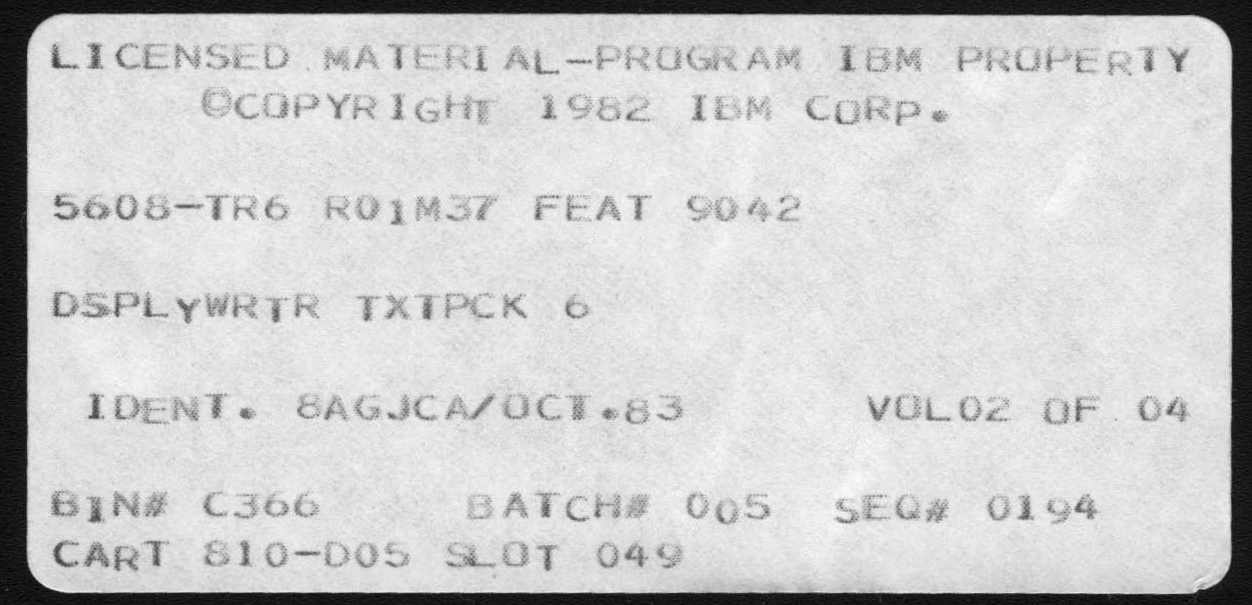 LICENSED MATERIAL-PROGRAM IBM PROPERTY
©COPYRIGHT 1982 IBM CORP.
5608-TR6 R01M37 FEAT 9042
DSPLYWRTR TXTPCK 6
IDENT. 8AGJCA/OCT.83 VOL02 OF 04
BIN# C366 BATCH# 005 SEQ# 0194
CART 810-D05 SLOT 049